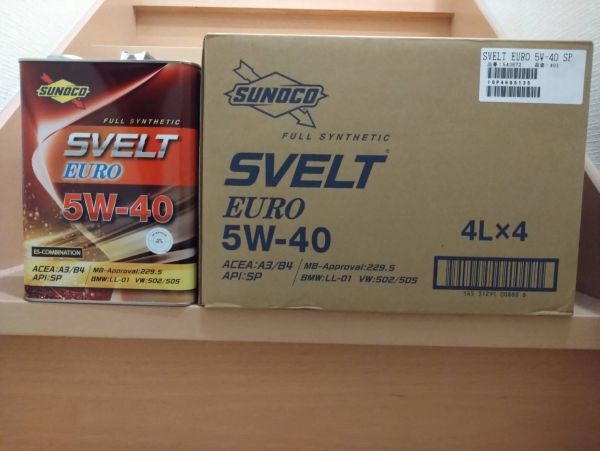 SUNOCO
FULL SYNTHETIC
SVELT
EURO
5W-40
ES-COMBINATION
ACEA:A3/B4
API:SP
MB-Approval:229.5
BMW:LL-01 VW:502/505
SUNOCO
FULL SYNTHETIC
SVELT
EURO
5W-40
4L×4
ACEA:A3/B4
API:SP
MB-Approval:229.5
BMW:LL-01 VW:502/505
SVELT EURO 5W-40 SP